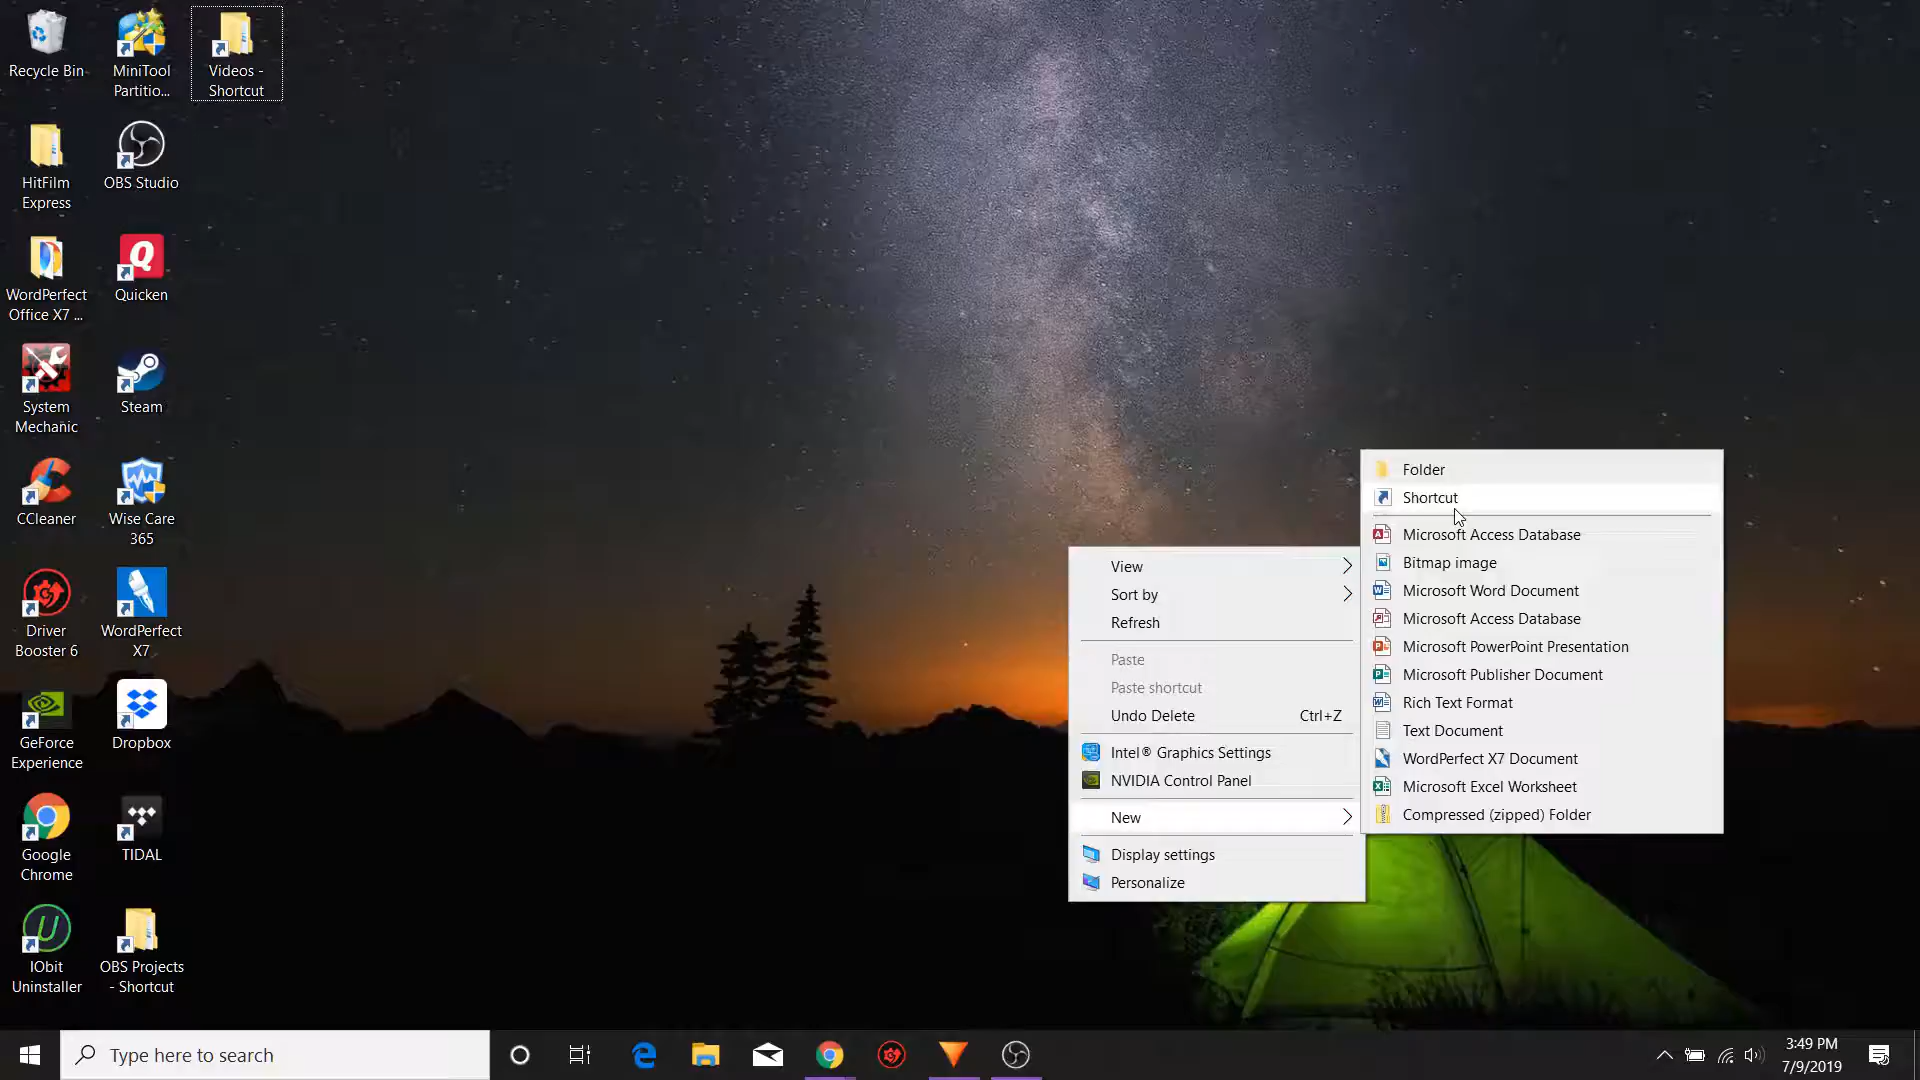 Recycle Bin
MiniTool
Partitio...
Videos -
Shortcut
HitFilm
Express
OBS Studio
WordPerfect
Office X7 ...
Quicken
System
Mechanic
Steam
CCleaner
Wise Care
365
Driver
Booster 6
WordPerfect
X7
GeForce
Experience
Dropbox
Google
Chrome
TIDAL
IObit
Uninstaller
OBS Projects
- Shortcut
View
Sort by
Refresh
Paste
Paste shortcut
Undo Delete Ctrl+Z
Intel® Graphics Settings
NVIDIA Control Panel
New
Display settings
Personalize
Folder
Shortcut
Microsoft Access Database
Bitmap image
Microsoft Word Document
Microsoft Access Database
Microsoft PowerPoint Presentation
Microsoft Publisher Document
Rich Text Format
Text Document
WordPerfect X7 Document
Microsoft Excel Worksheet
Compressed (zipped) Folder
Type here to search
3:49 PM
7/9/2019